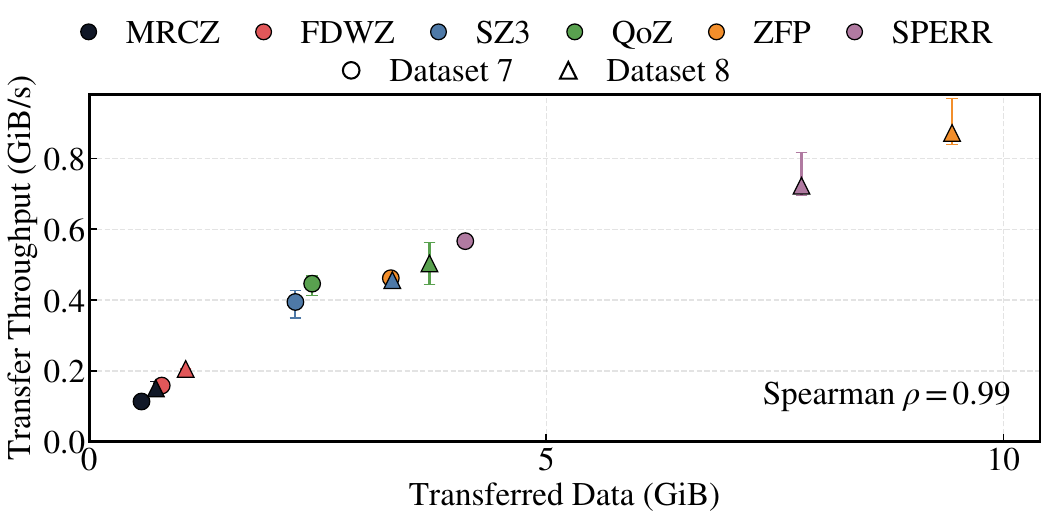 MRCZ FDWZ SZ3 QoZ ZFP SPERR
Dataset 7 Dataset 8
Transfer Throughput (GiB/s)
0.8
0.6
0.4
0.2
0.0
Spearman ρ = 0.99
0 5 10
Transferred Data (GiB)